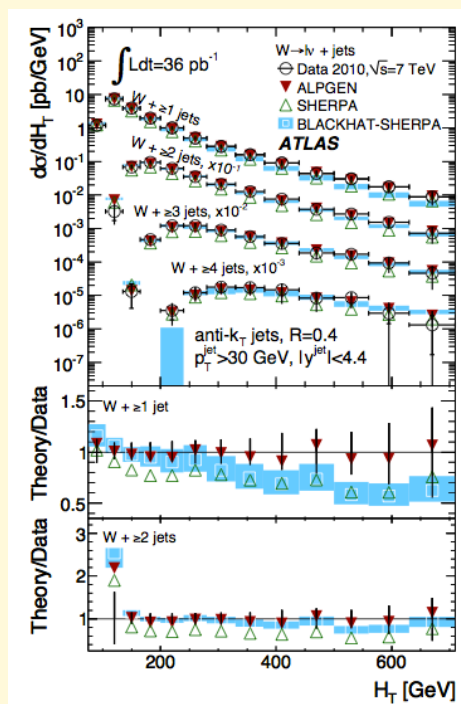 dσ/dH_T [pb/GeV]
10³
10²
10
1
10⁻¹
10⁻²
10⁻³
10⁻⁴
10⁻⁵
10⁻⁶
10⁻⁷
∫Ldt=36 pb⁻¹
W→lν + jets
Data 2010,√s=7 TeV
ALPGEN
SHERPA
BLACKHAT-SHERPA
ATLAS
W + ≥1 jets
W + ≥2 jets, x10⁻¹
W + ≥3 jets, x10⁻²
W + ≥4 jets, x10⁻³
anti-k_T jets, R=0.4
p_T^jet>30 GeV, |y^jet|<4.4
Theory/Data
1.5
1
0.5
W + ≥1 jet
Theory/Data
3
2
1
W + ≥2 jets
200 400 600
H_T [GeV]